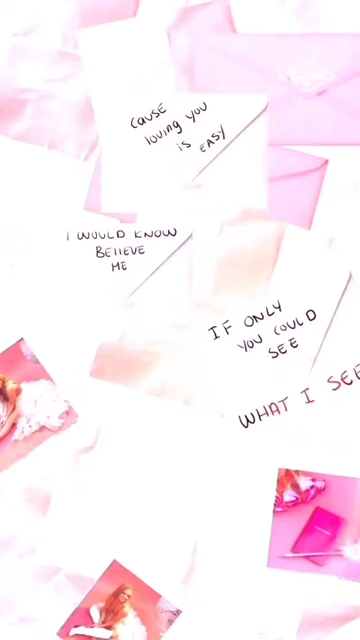 cause
loving you
is EASY
I WOULD KNOW
BElIEVE
ME
IF ONLY
YOU COULD
SEE
WHAT I SEE